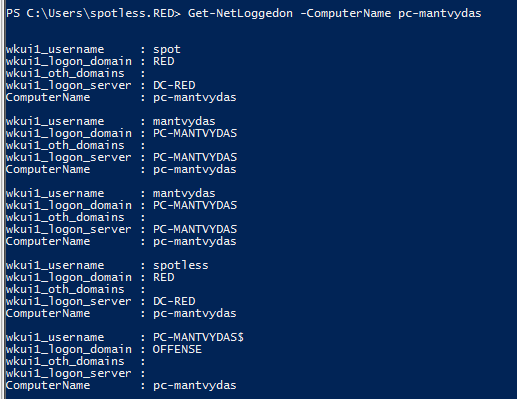 PS C:\Users\spotless.RED> Get-NetLoggedon -ComputerName pc-mantvydas
wkui1_username : spot
wkui1_logon_domain : RED
wkui1_oth_domains :
wkui1_logon_server : DC-RED
ComputerName : pc-mantvydas
wkui1_username : mantvydas
wkui1_logon_domain : PC-MANTVYDAS
wkui1_oth_domains :
wkui1_logon_server : PC-MANTVYDAS
ComputerName : pc-mantvydas
wkui1_username : mantvydas
wkui1_logon_domain : PC-MANTVYDAS
wkui1_oth_domains :
wkui1_logon_server : PC-MANTVYDAS
ComputerName : pc-mantvydas
wkui1_username : spotless
wkui1_logon_domain : RED
wkui1_oth_domains :
wkui1_logon_server : DC-RED
ComputerName : pc-mantvydas
wkui1_username : PC-MANTVYDAS$
wkui1_logon_domain : OFFENSE
wkui1_oth_domains :
wkui1_logon_server :
ComputerName : pc-mantvydas